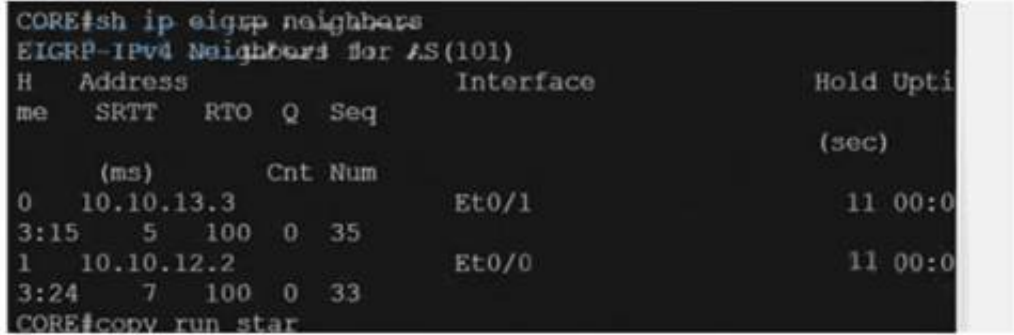 CORE#sh ip eigrp neighbors
EIGRP-IPv4 Neighbors for AS(101)
H Address Interface Hold Upti
me SRTT RTO Q Seq
(sec)
(ms) Cnt Num
0 10.10.13.3 Et0/1 11 00:0
3:15 5 100 0 35
1 10.10.12.2 Et0/0 11 00:0
3:24 7 100 0 33
CORE#copy run star